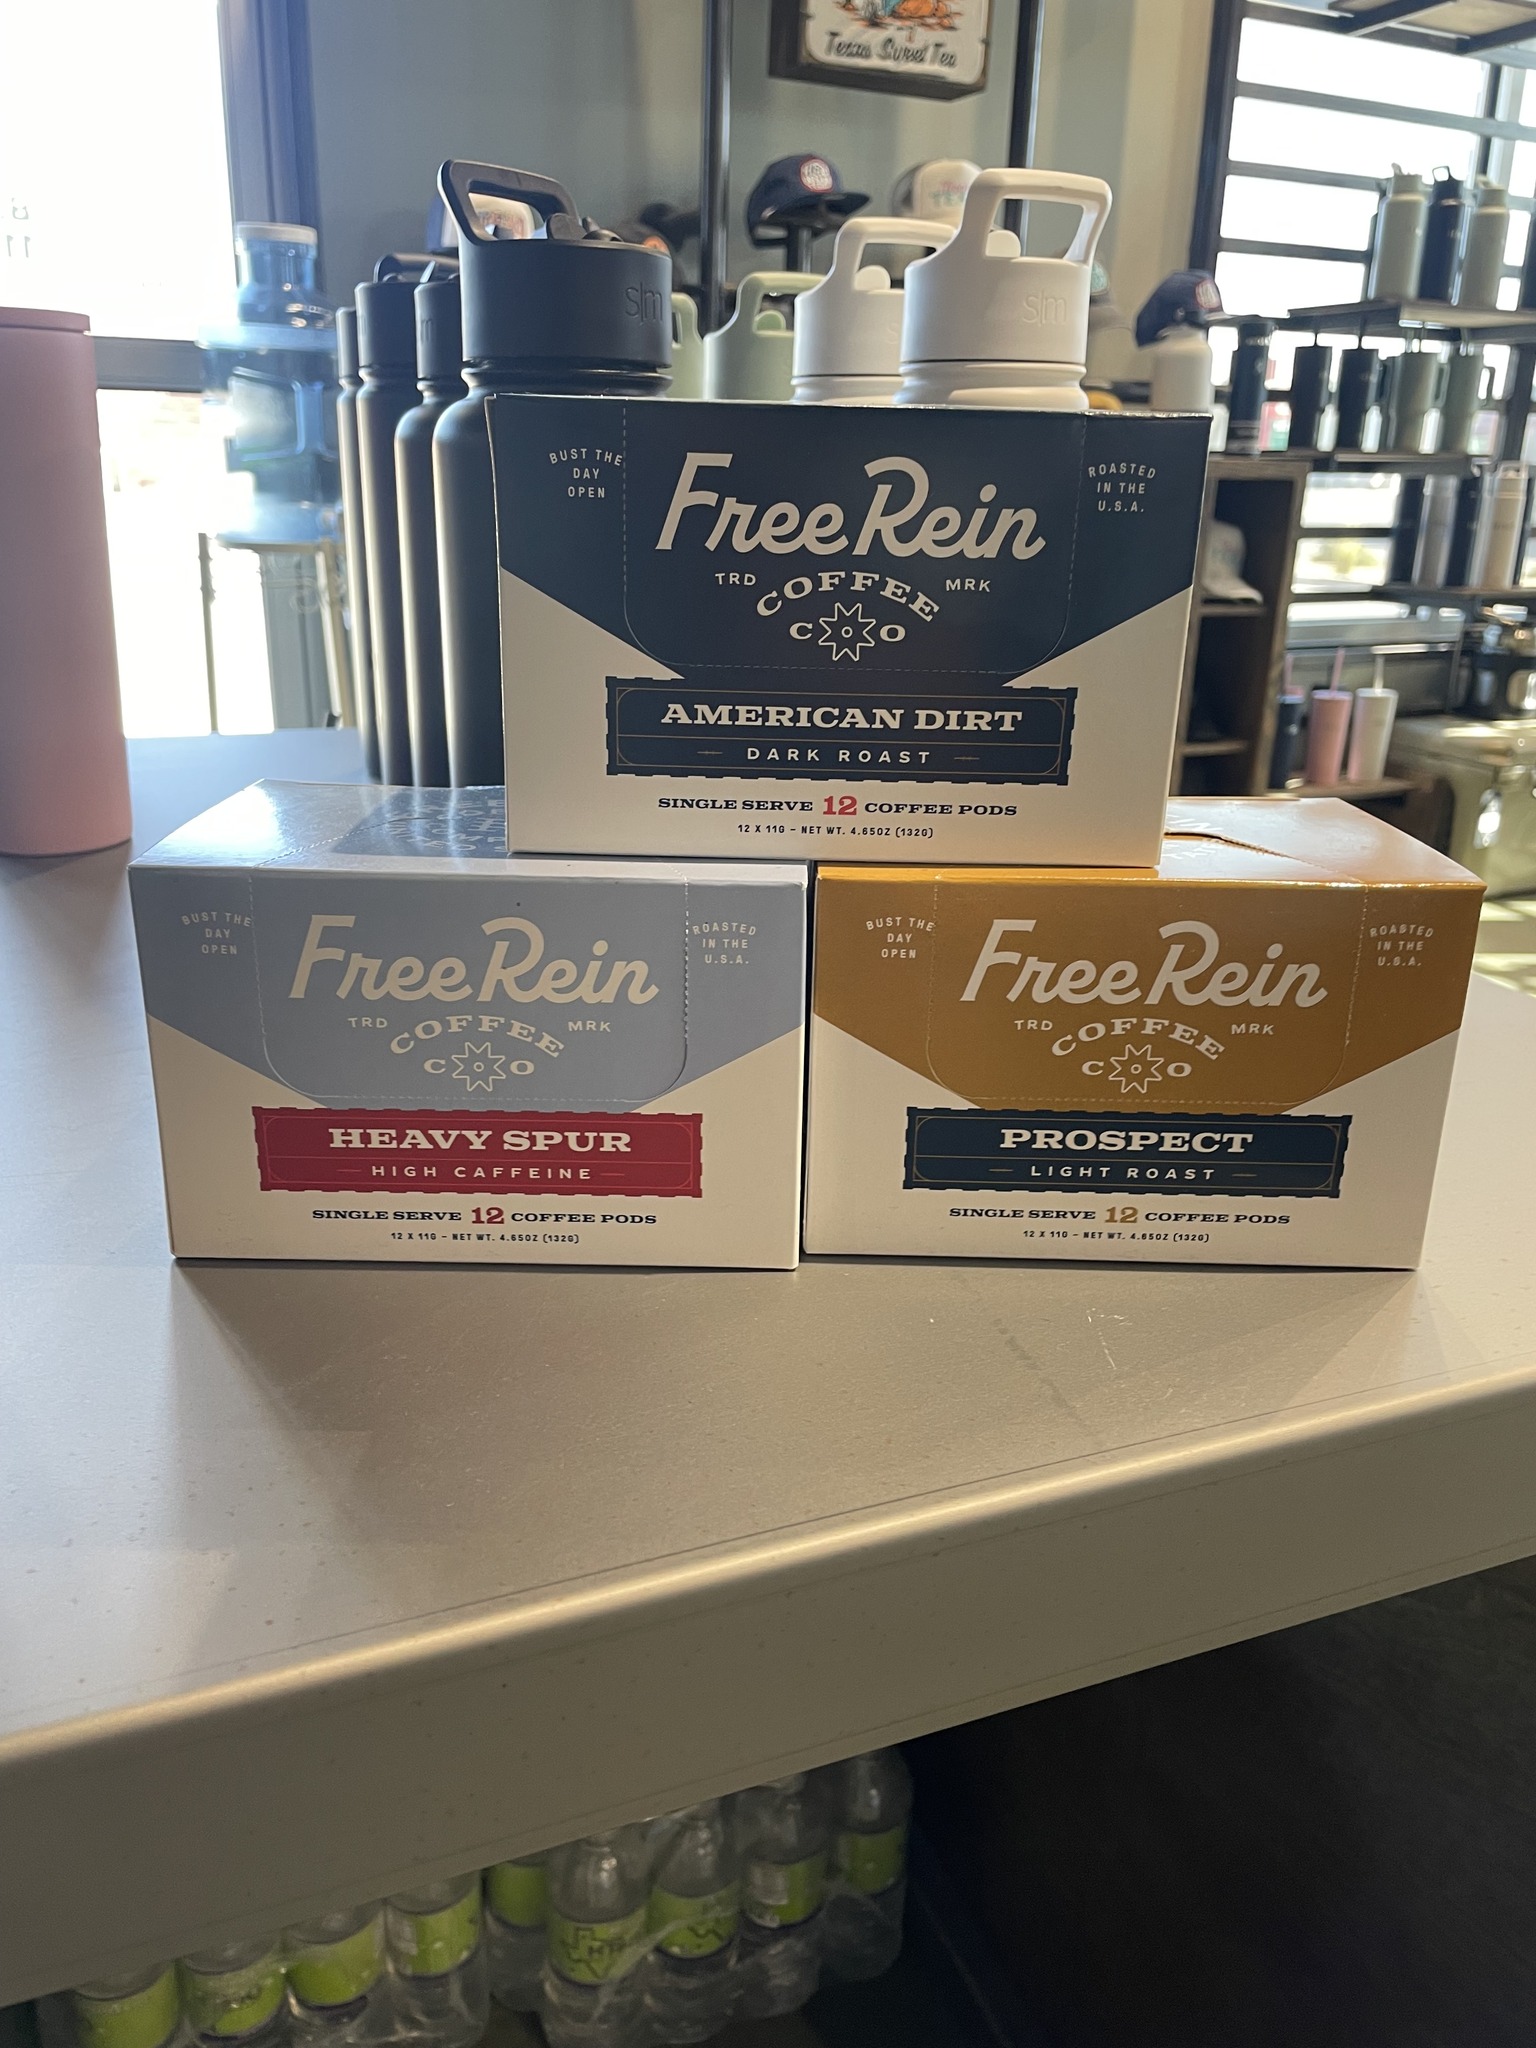 Texas Sweet Tea
s|m
s|m
BUST THE
DAY
OPEN
Free Rein
TRD COFFEE MRK
CO
ROASTED
IN THE
U.S.A.
AMERICAN DIRT
DARK ROAST
SINGLE SERVE 12 COFFEE PODS
12 X 11G – NET WT. 4.65OZ (132G)
BUST THE
DAY
OPEN
Free Rein
TRD COFFEE MRK
CO
ROASTED
IN THE
U.S.A.
HEAVY SPUR
HIGH CAFFEINE
SINGLE SERVE 12 COFFEE PODS
12 X 11G – NET WT. 4.65OZ (132G)
BUST THE
DAY
OPEN
Free Rein
TRD COFFEE MRK
CO
ROASTED
IN THE
U.S.A.
PROSPECT
LIGHT ROAST
SINGLE SERVE 12 COFFEE PODS
12 X 11G – NET WT. 4.65OZ (132G)